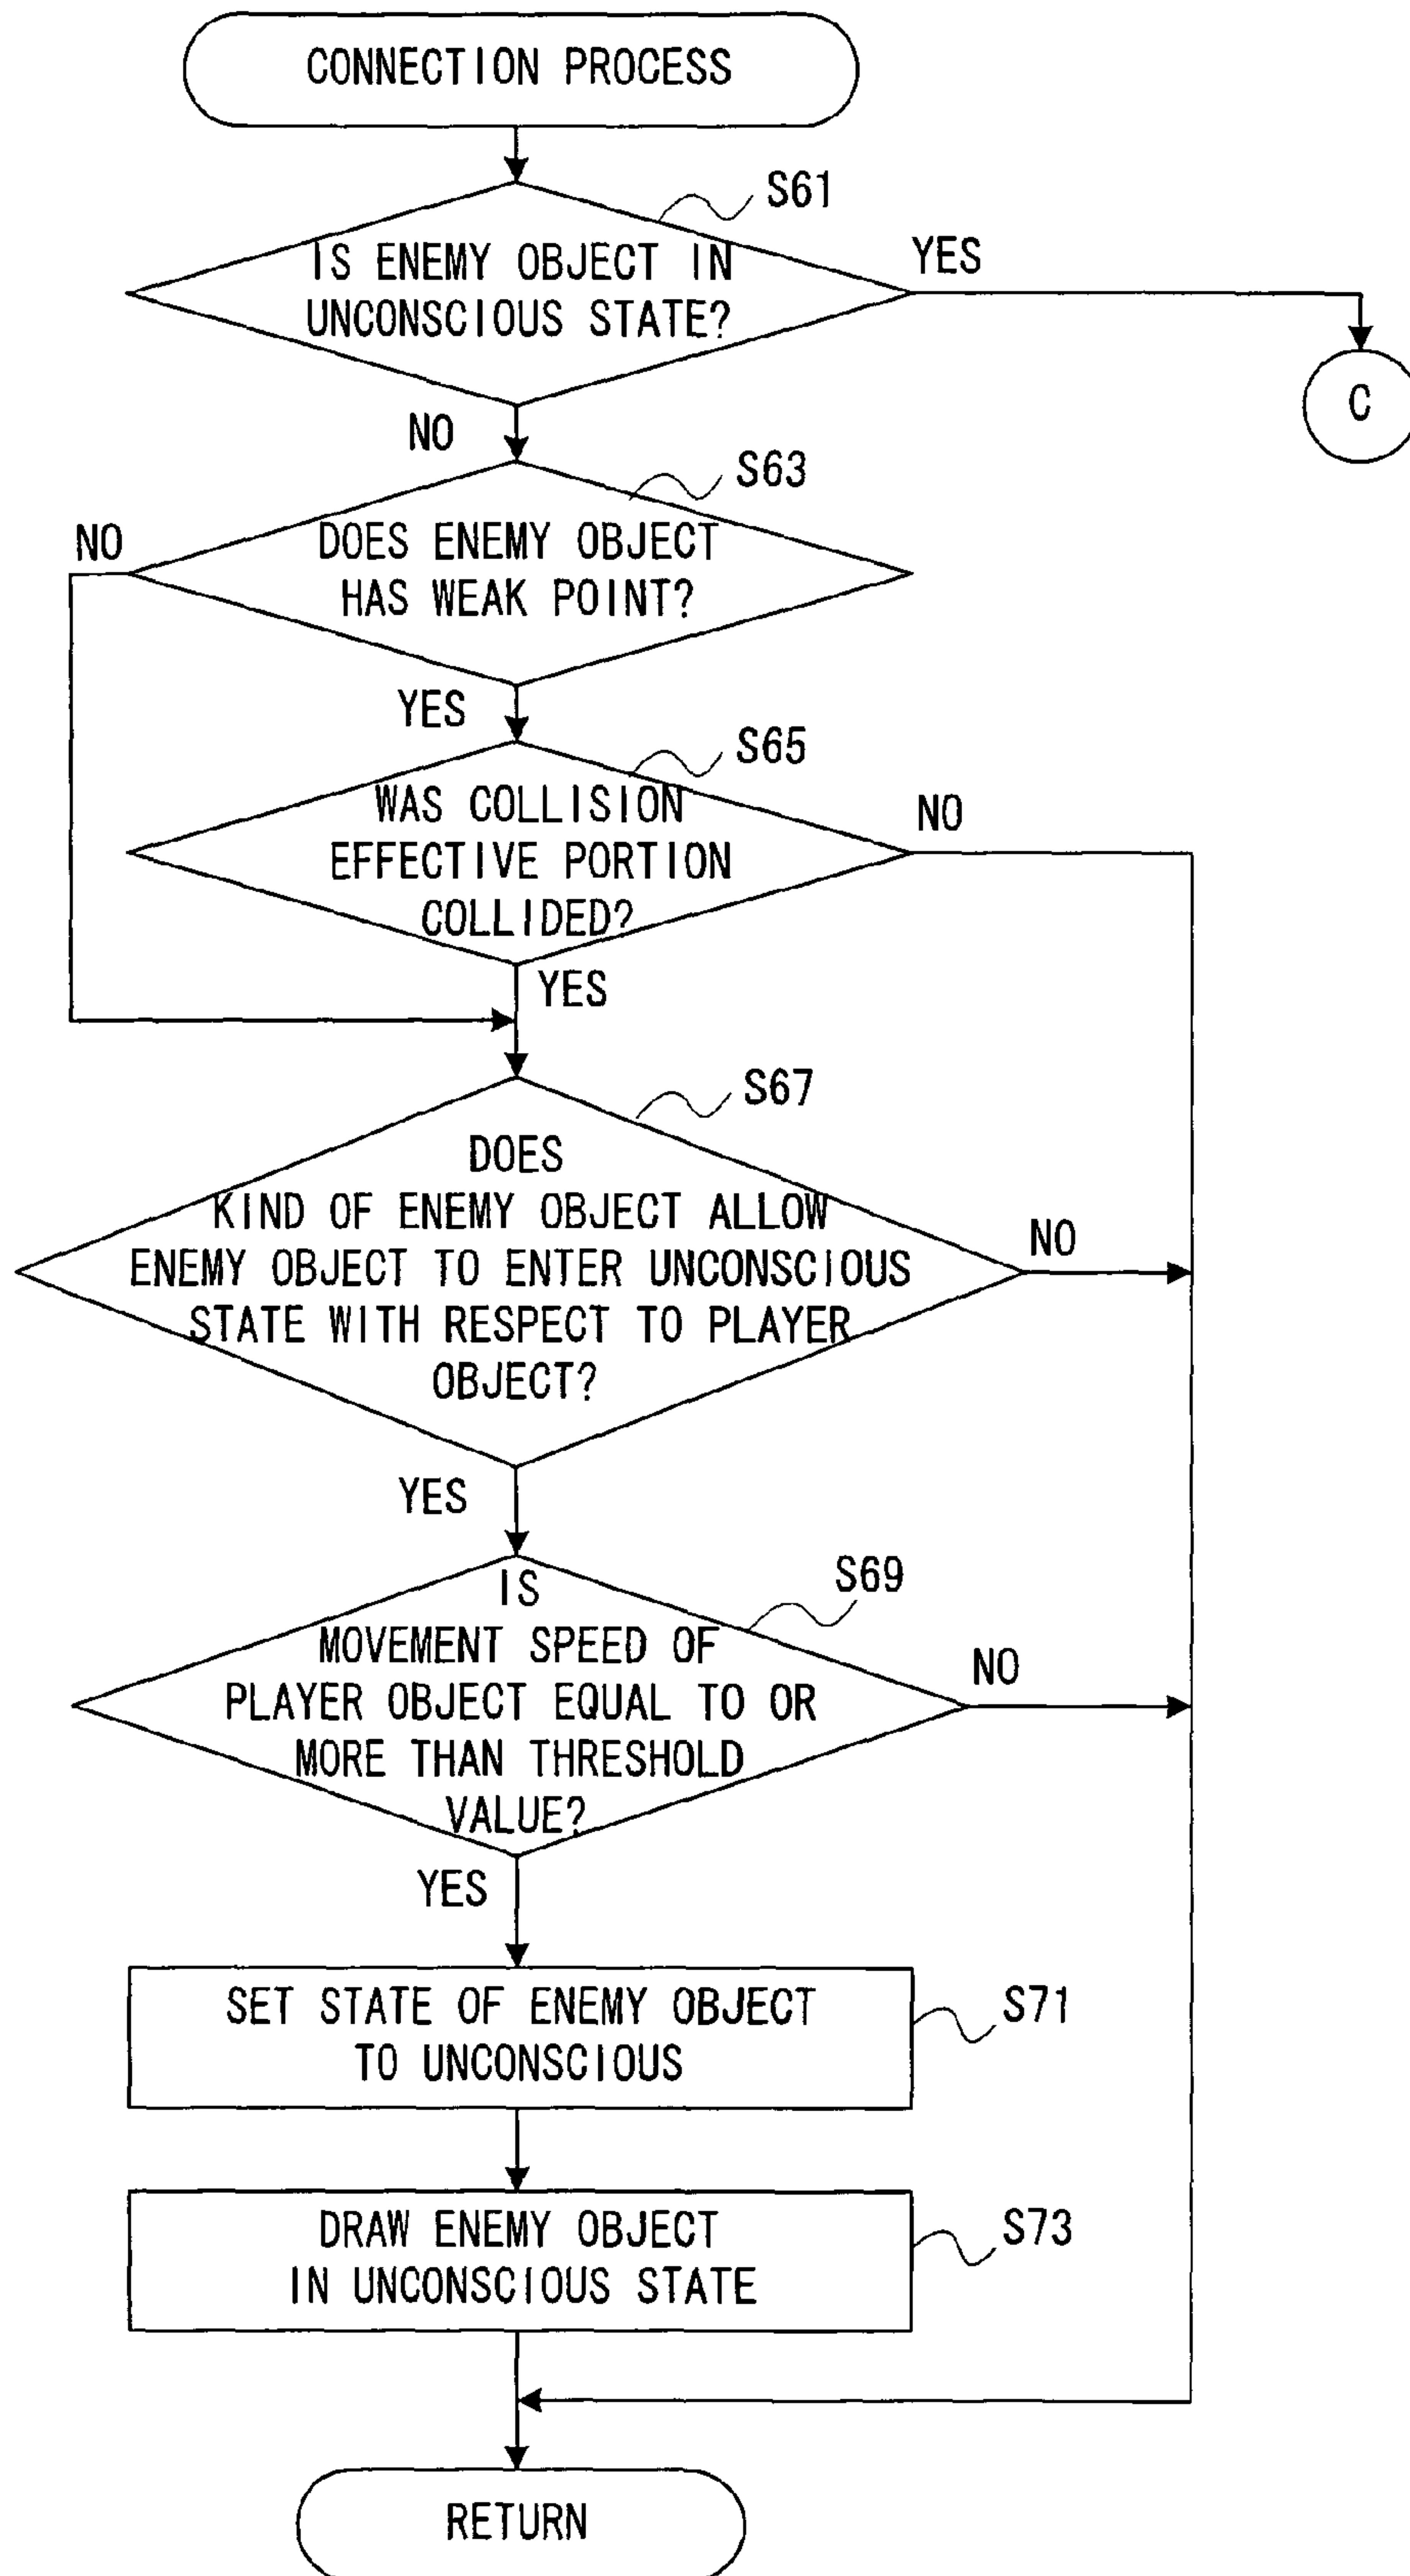 CONNECTION PROCESS
S61
IS ENEMY OBJECT IN
UNCONSCIOUS STATE?
YES
C
NO
S63
DOES ENEMY OBJECT
HAS WEAK POINT?
NO
YES
S65
WAS COLLISION
EFFECTIVE PORTION
COLLIDED?
NO
YES
S67
DOES
KIND OF ENEMY OBJECT ALLOW
ENEMY OBJECT TO ENTER UNCONSCIOUS
STATE WITH RESPECT TO PLAYER
OBJECT?
NO
YES
S69
IS
MOVEMENT SPEED OF
PLAYER OBJECT EQUAL TO OR
MORE THAN THRESHOLD
VALUE?
NO
YES
SET STATE OF ENEMY OBJECT
TO UNCONSCIOUS
S71
DRAW ENEMY OBJECT
IN UNCONSCIOUS STATE
S73
RETURN